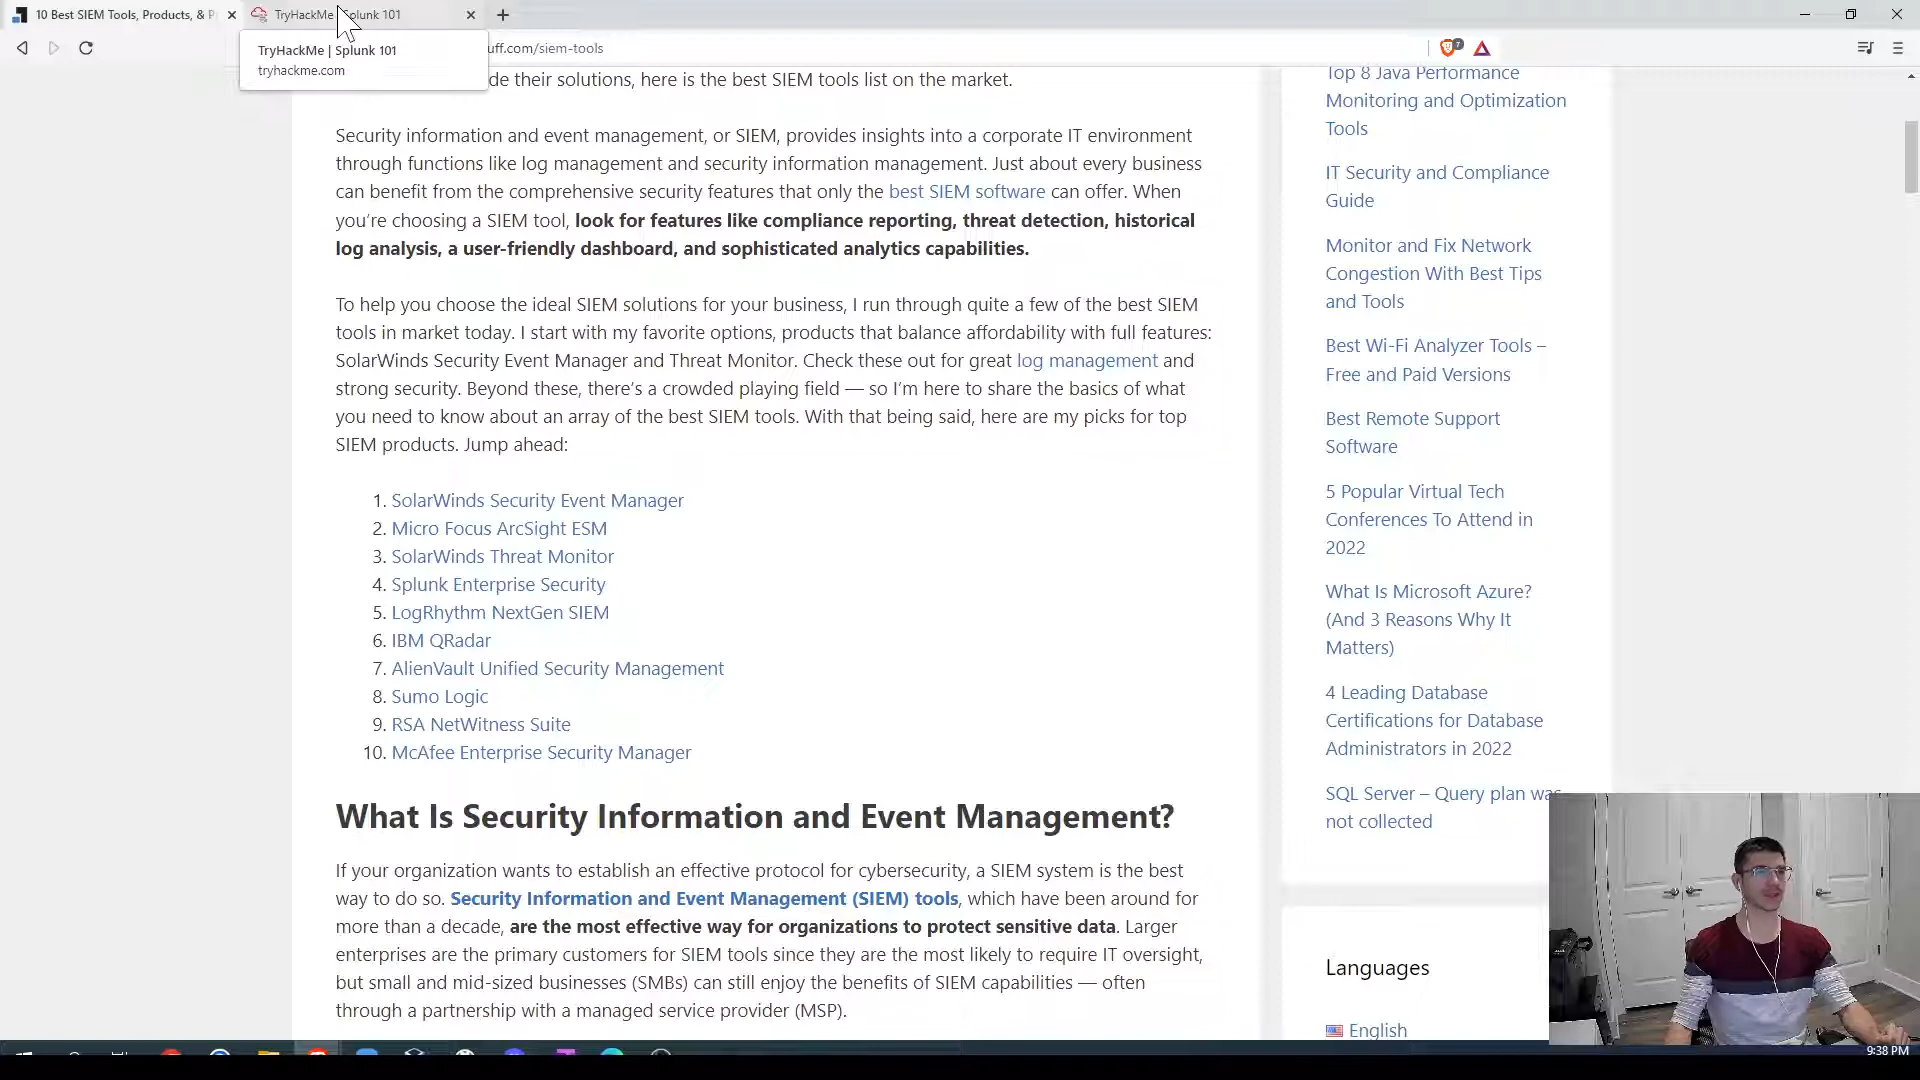 10 Best SIEM Tools, Products, & P
TryHackMe | Splunk 101
TryHackMe | Splunk 101
tryhackme.com
uff.com/siem-tools
7
de their solutions, here is the best SIEM tools list on the market.
Security information and event management, or SIEM, provides insights into a corporate IT environment
through functions like log management and security information management. Just about every business
can benefit from the comprehensive security features that only the best SIEM software can offer. When
you're choosing a SIEM tool, look for features like compliance reporting, threat detection, historical
log analysis, a user-friendly dashboard, and sophisticated analytics capabilities.
To help you choose the ideal SIEM solutions for your business, I run through quite a few of the best SIEM
tools in market today. I start with my favorite options, products that balance affordability with full features:
SolarWinds Security Event Manager and Threat Monitor. Check these out for great log management and
strong security. Beyond these, there's a crowded playing field — so I'm here to share the basics of what
you need to know about an array of the best SIEM tools. With that being said, here are my picks for top
SIEM products. Jump ahead:
1. SolarWinds Security Event Manager
2. Micro Focus ArcSight ESM
3. SolarWinds Threat Monitor
4. Splunk Enterprise Security
5. LogRhythm NextGen SIEM
6. IBM QRadar
7. AlienVault Unified Security Management
8. Sumo Logic
9. RSA NetWitness Suite
10. McAfee Enterprise Security Manager
What Is Security Information and Event Management?
If your organization wants to establish an effective protocol for cybersecurity, a SIEM system is the best
way to do so. Security Information and Event Management (SIEM) tools, which have been around for
more than a decade, are the most effective way for organizations to protect sensitive data. Larger
enterprises are the primary customers for SIEM tools since they are the most likely to require IT oversight,
but small and mid-sized businesses (SMBs) can still enjoy the benefits of SIEM capabilities — often
through a partnership with a managed service provider (MSP).
Top 8 Java Performance
Monitoring and Optimization
Tools
IT Security and Compliance
Guide
Monitor and Fix Network
Congestion With Best Tips
and Tools
Best Wi-Fi Analyzer Tools –
Free and Paid Versions
Best Remote Support
Software
5 Popular Virtual Tech
Conferences To Attend in
2022
What Is Microsoft Azure?
(And 3 Reasons Why It
Matters)
4 Leading Database
Certifications for Database
Administrators in 2022
SQL Server – Query plan was
not collected
Languages
English
9:38 PM